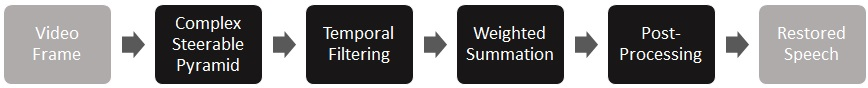 Video
Frame
Complex
Steerable
Pyramid
Temporal
Filtering
Weighted
Summation
Post-
Processing
Restored
Speech